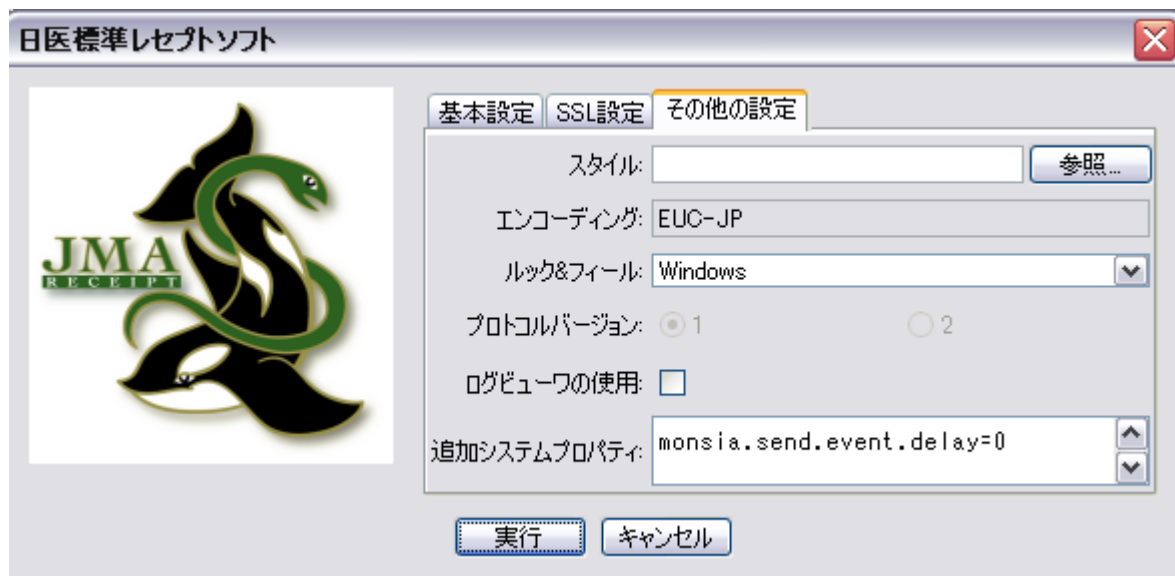 日医標準レセプトソフト
JMA
RECEIPT
基本設定 SSL設定 その他の設定
スタイル: 参照...
エンコーディング: EUC-JP
ルック&フィール: Windows
プロトコルバージョン: 1 2
ログビューワの使用:
追加システムプロパティ: monsia.send.event.delay=0
実行 キャンセル